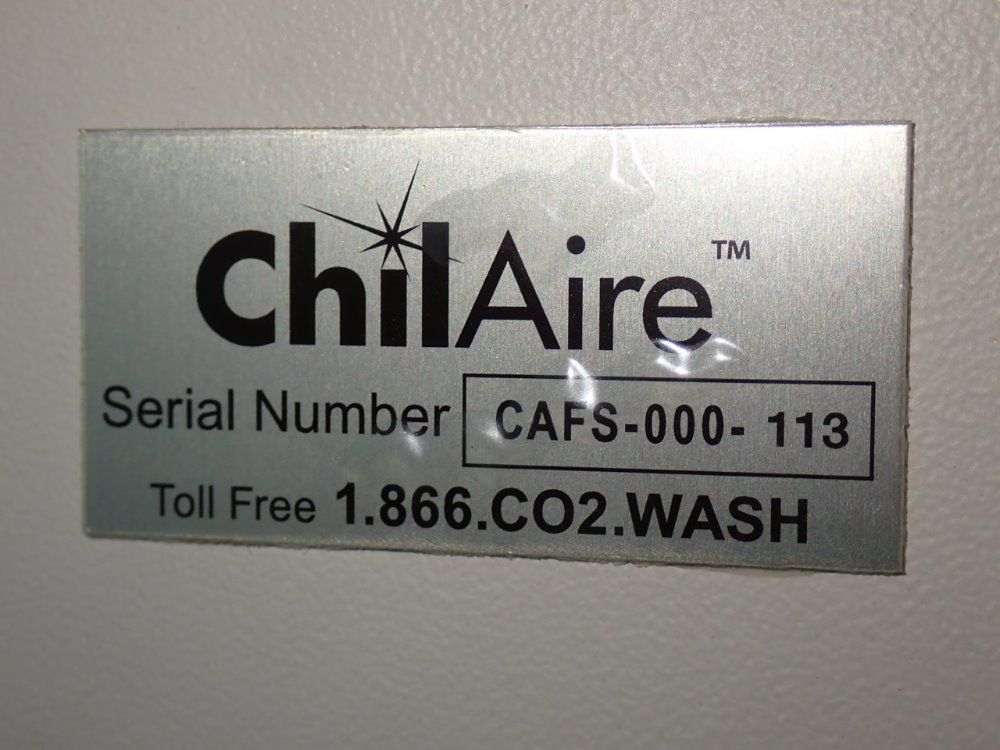 ChilAire™
Serial Number CAFS-000- 113
Toll Free 1.866.CO2.WASH